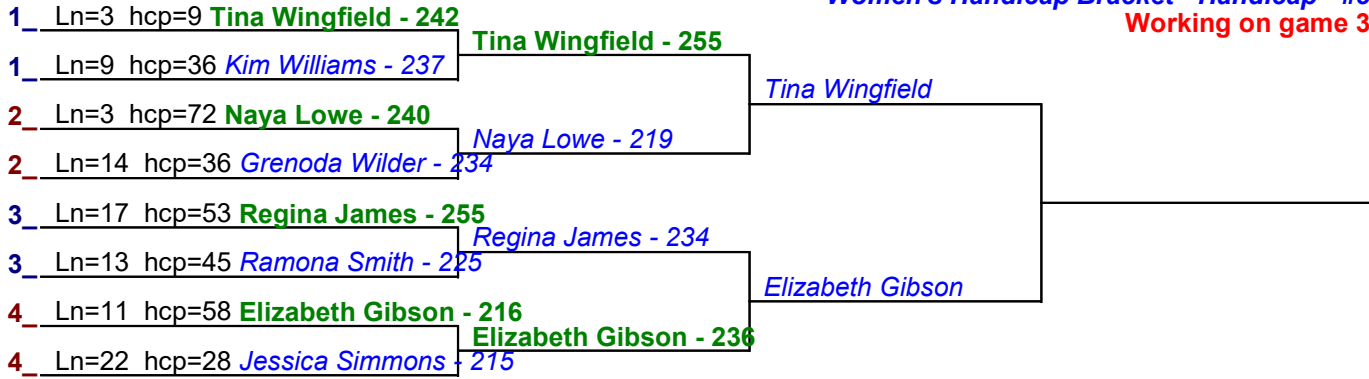 Women's Handicap Bracket - Handicap - #
Working on game 3
1_ Ln=3 hcp=9 Tina Wingfield - 242
1_ Ln=9 hcp=36 Kim Williams - 237
2_ Ln=3 hcp=72 Naya Lowe - 240
2_ Ln=14 hcp=36 Grenoda Wilder - 234
3_ Ln=17 hcp=53 Regina James - 255
3_ Ln=13 hcp=45 Ramona Smith - 225
4_ Ln=11 hcp=58 Elizabeth Gibson - 216
4_ Ln=22 hcp=28 Jessica Simmons - 215
Tina Wingfield - 255
Naya Lowe - 219
Regina James - 234
Elizabeth Gibson - 236
Tina Wingfield
Elizabeth Gibson